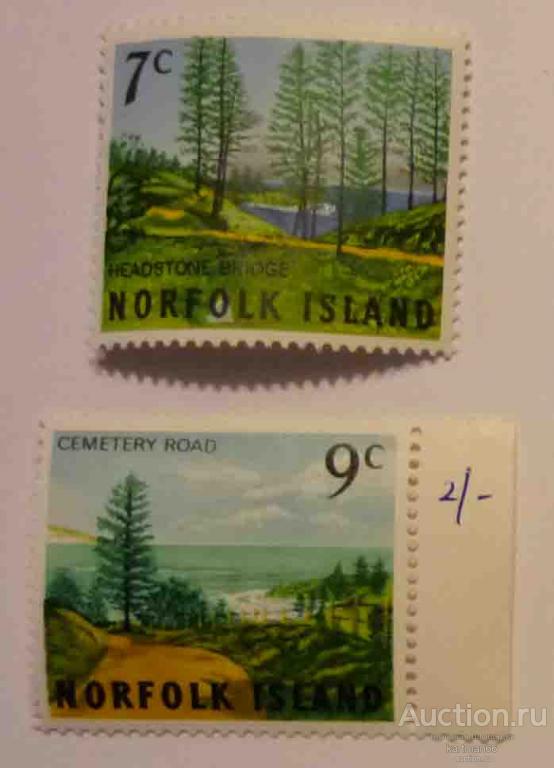 7c
HEADSTONE BRIDGE
NORFOLK ISLAND
CEMETERY ROAD
9c
2/-
NORFOLK ISLAND
Auction.ru